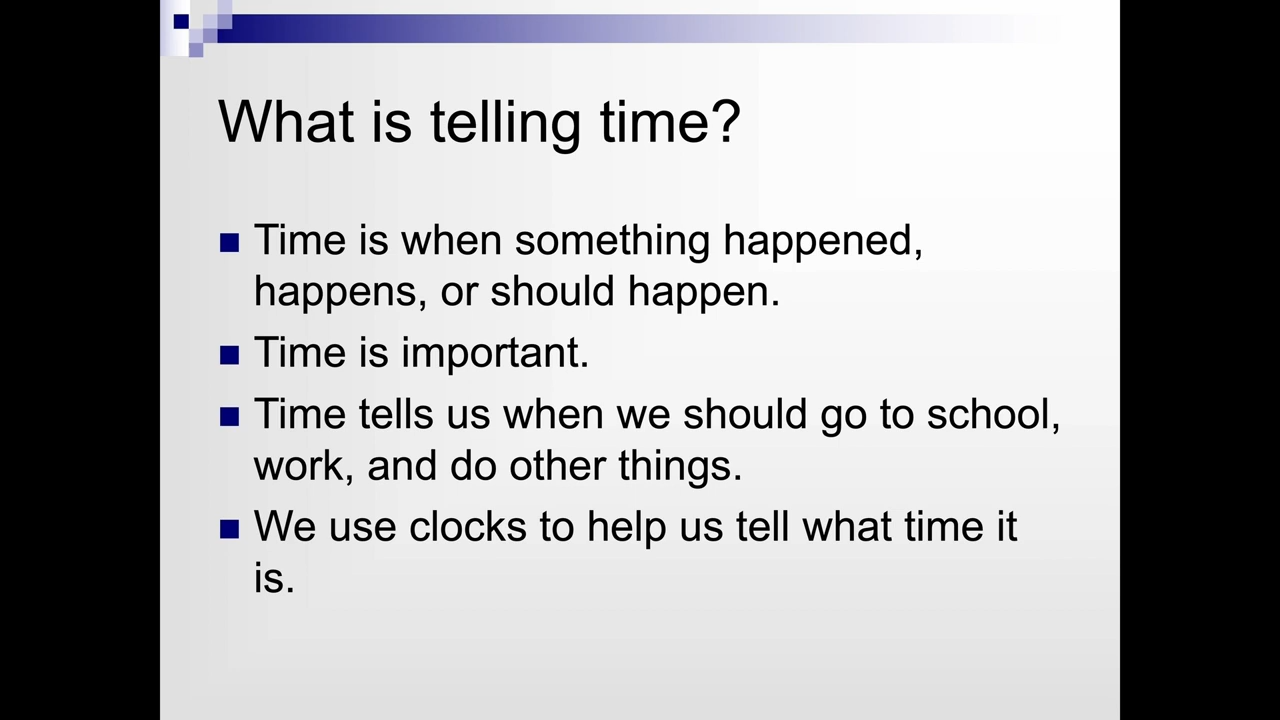 What is telling time?
Time is when something happened,
happens, or should happen.
Time is important.
Time tells us when we should go to school,
work, and do other things.
We use clocks to help us tell what time it
is.